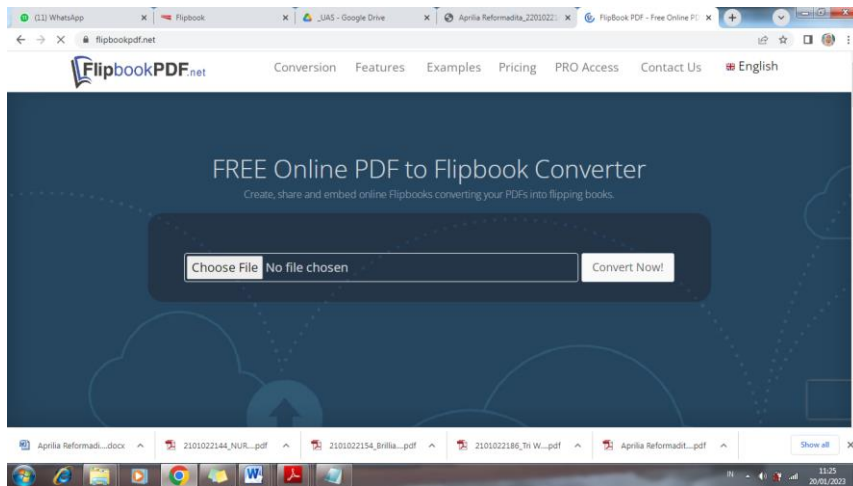 (11) WhatsApp
Flipbook
_UAS - Google Drive
Aprilia Reformadita_2201022
FlipBook PDF - Free Online P
flipbookpdf.net
FlipbookPDF.net
Conversion
Features
Examples
Pricing
PRO Access
Contact Us
English
FREE Online PDF to Flipbook Converter
Create, share and embed online Flipbooks converting your PDFs into flipping books.
Choose File No file chosen
Convert Now!
Aprilia Reformadi....docx
2101022144_NUR....pdf
2101022154_Brillia....pdf
2101022186_Tri W....pdf
Aprilia Reformadit....pdf
Show all
IN
11:25
20/01/2023